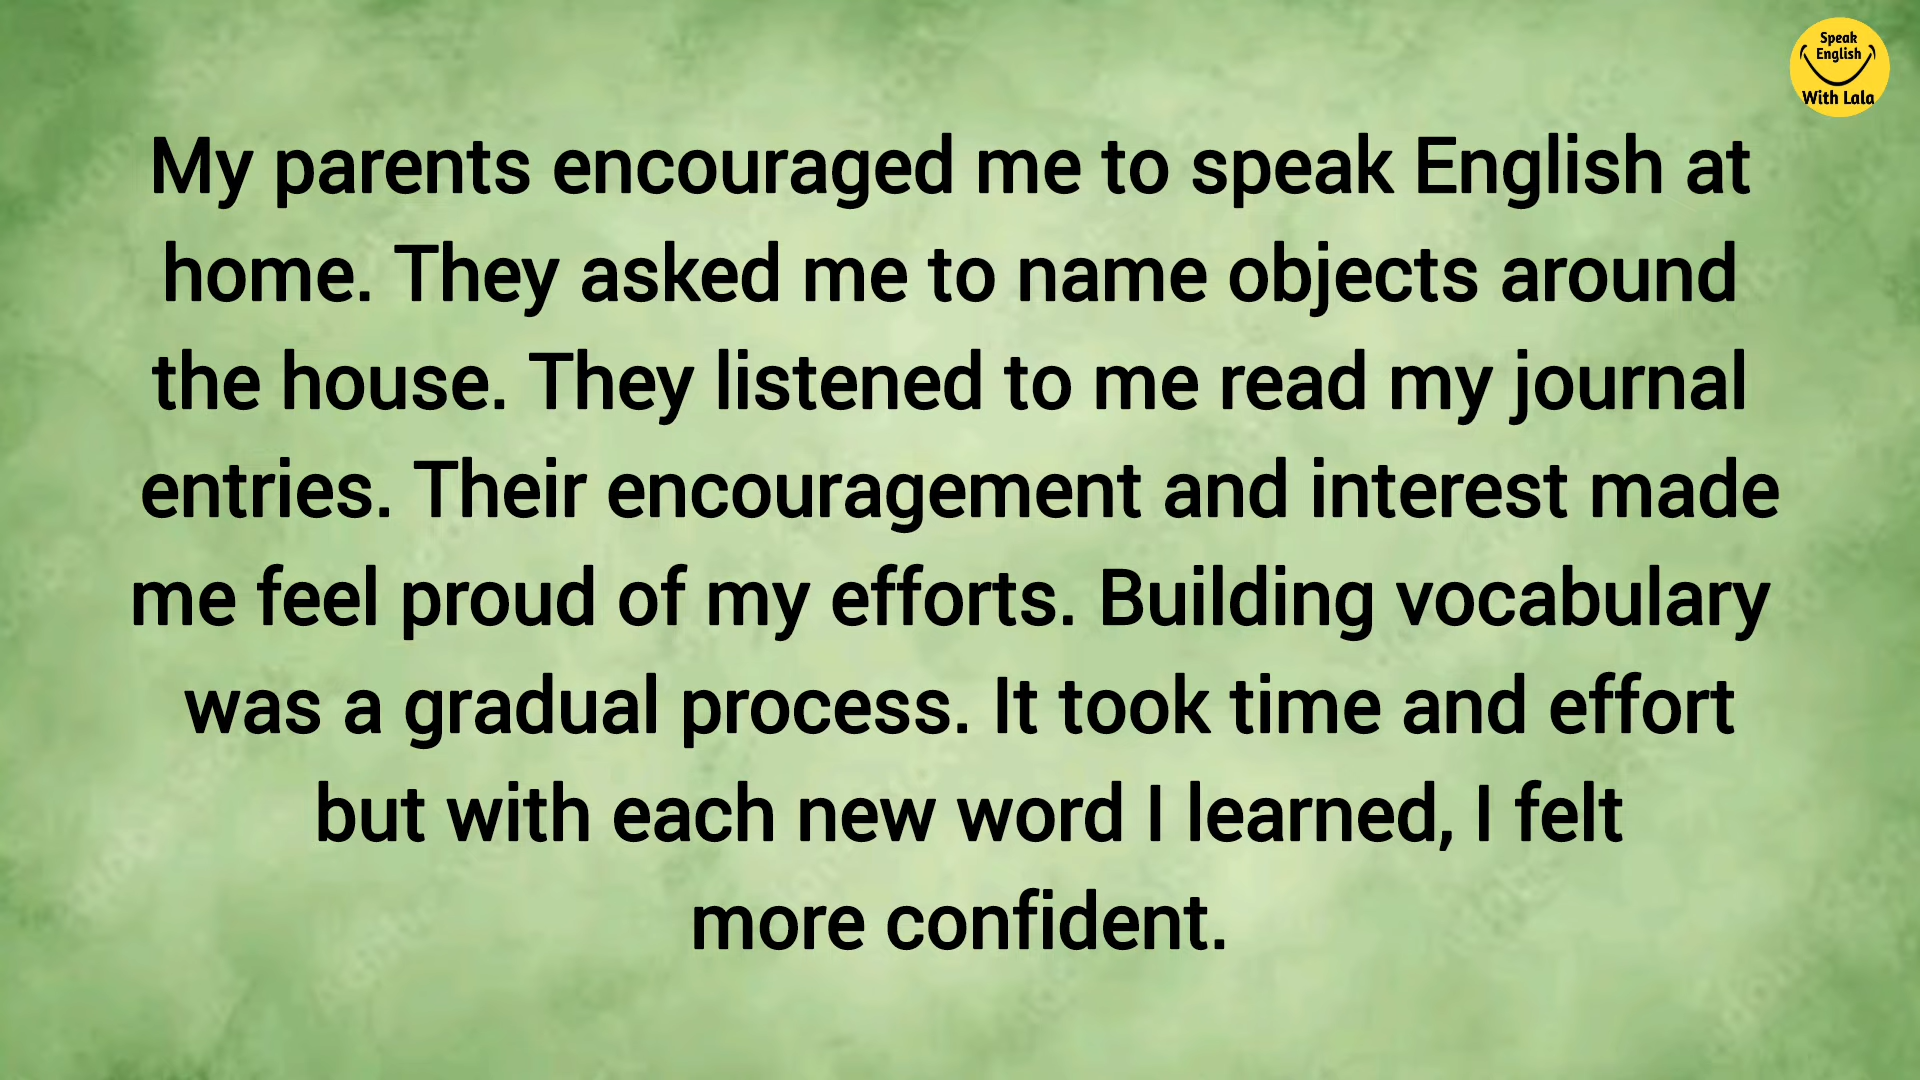 Speak
English
With Lala
My parents encouraged me to speak English at
home. They asked me to name objects around
the house. They listened to me read my journal
entries. Their encouragement and interest made
me feel proud of my efforts. Building vocabulary
was a gradual process. It took time and effort
but with each new word I learned, I felt
more confident.